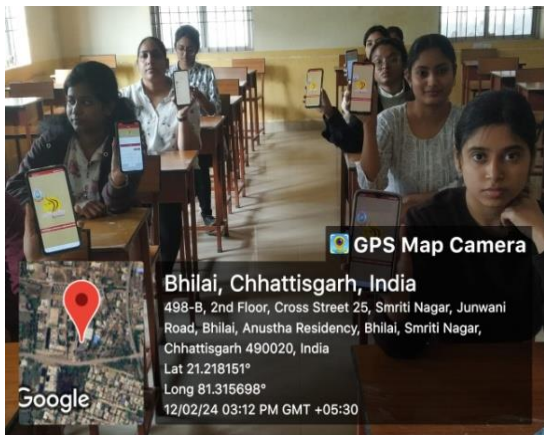 GPS Map Camera
Bhilai, Chhattisgarh, India
498-B, 2nd Floor, Cross Street 25, Smriti Nagar, Junwani
Road, Bhilai, Anustha Residency, Bhilai, Smriti Nagar,
Chhattisgarh 490020, India
Lat 21.218151°
Long 81.315698°
12/02/24 03:12 PM GMT +05:30
Google